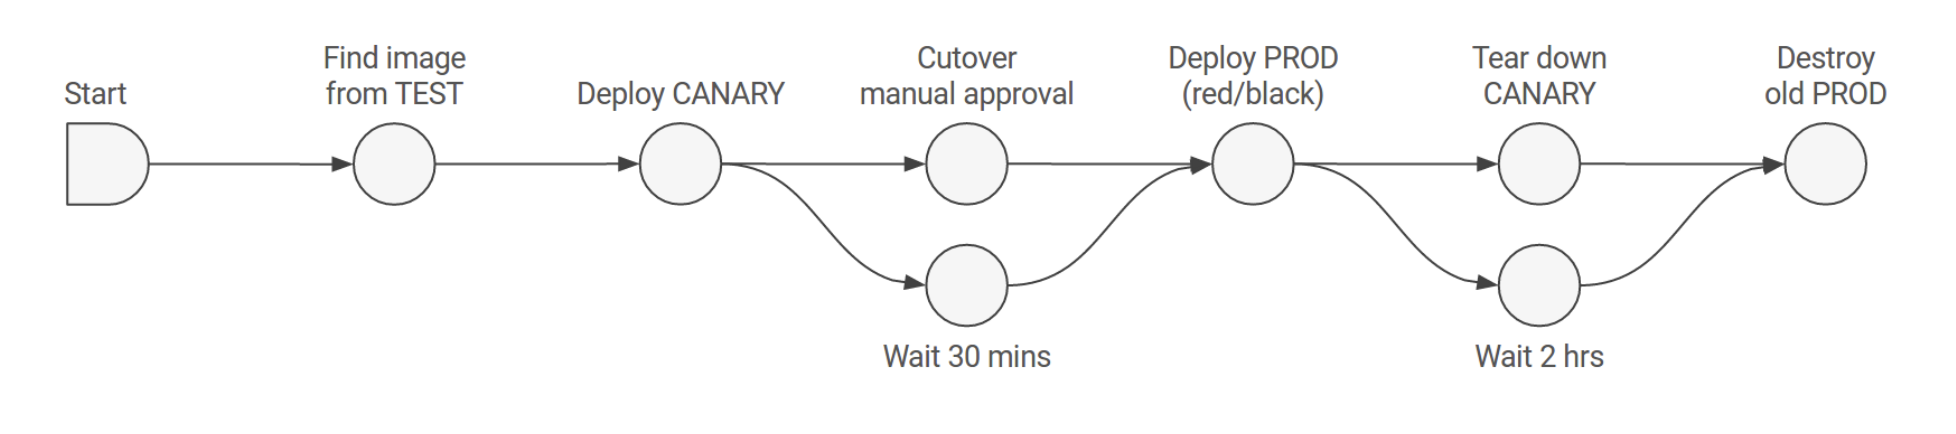 Start
Find image
from TEST
Deploy CANARY
Cutover
manual approval
Wait 30 mins
Deploy PROD
(red/black)
Tear down
CANARY
Wait 2 hrs
Destroy
old PROD